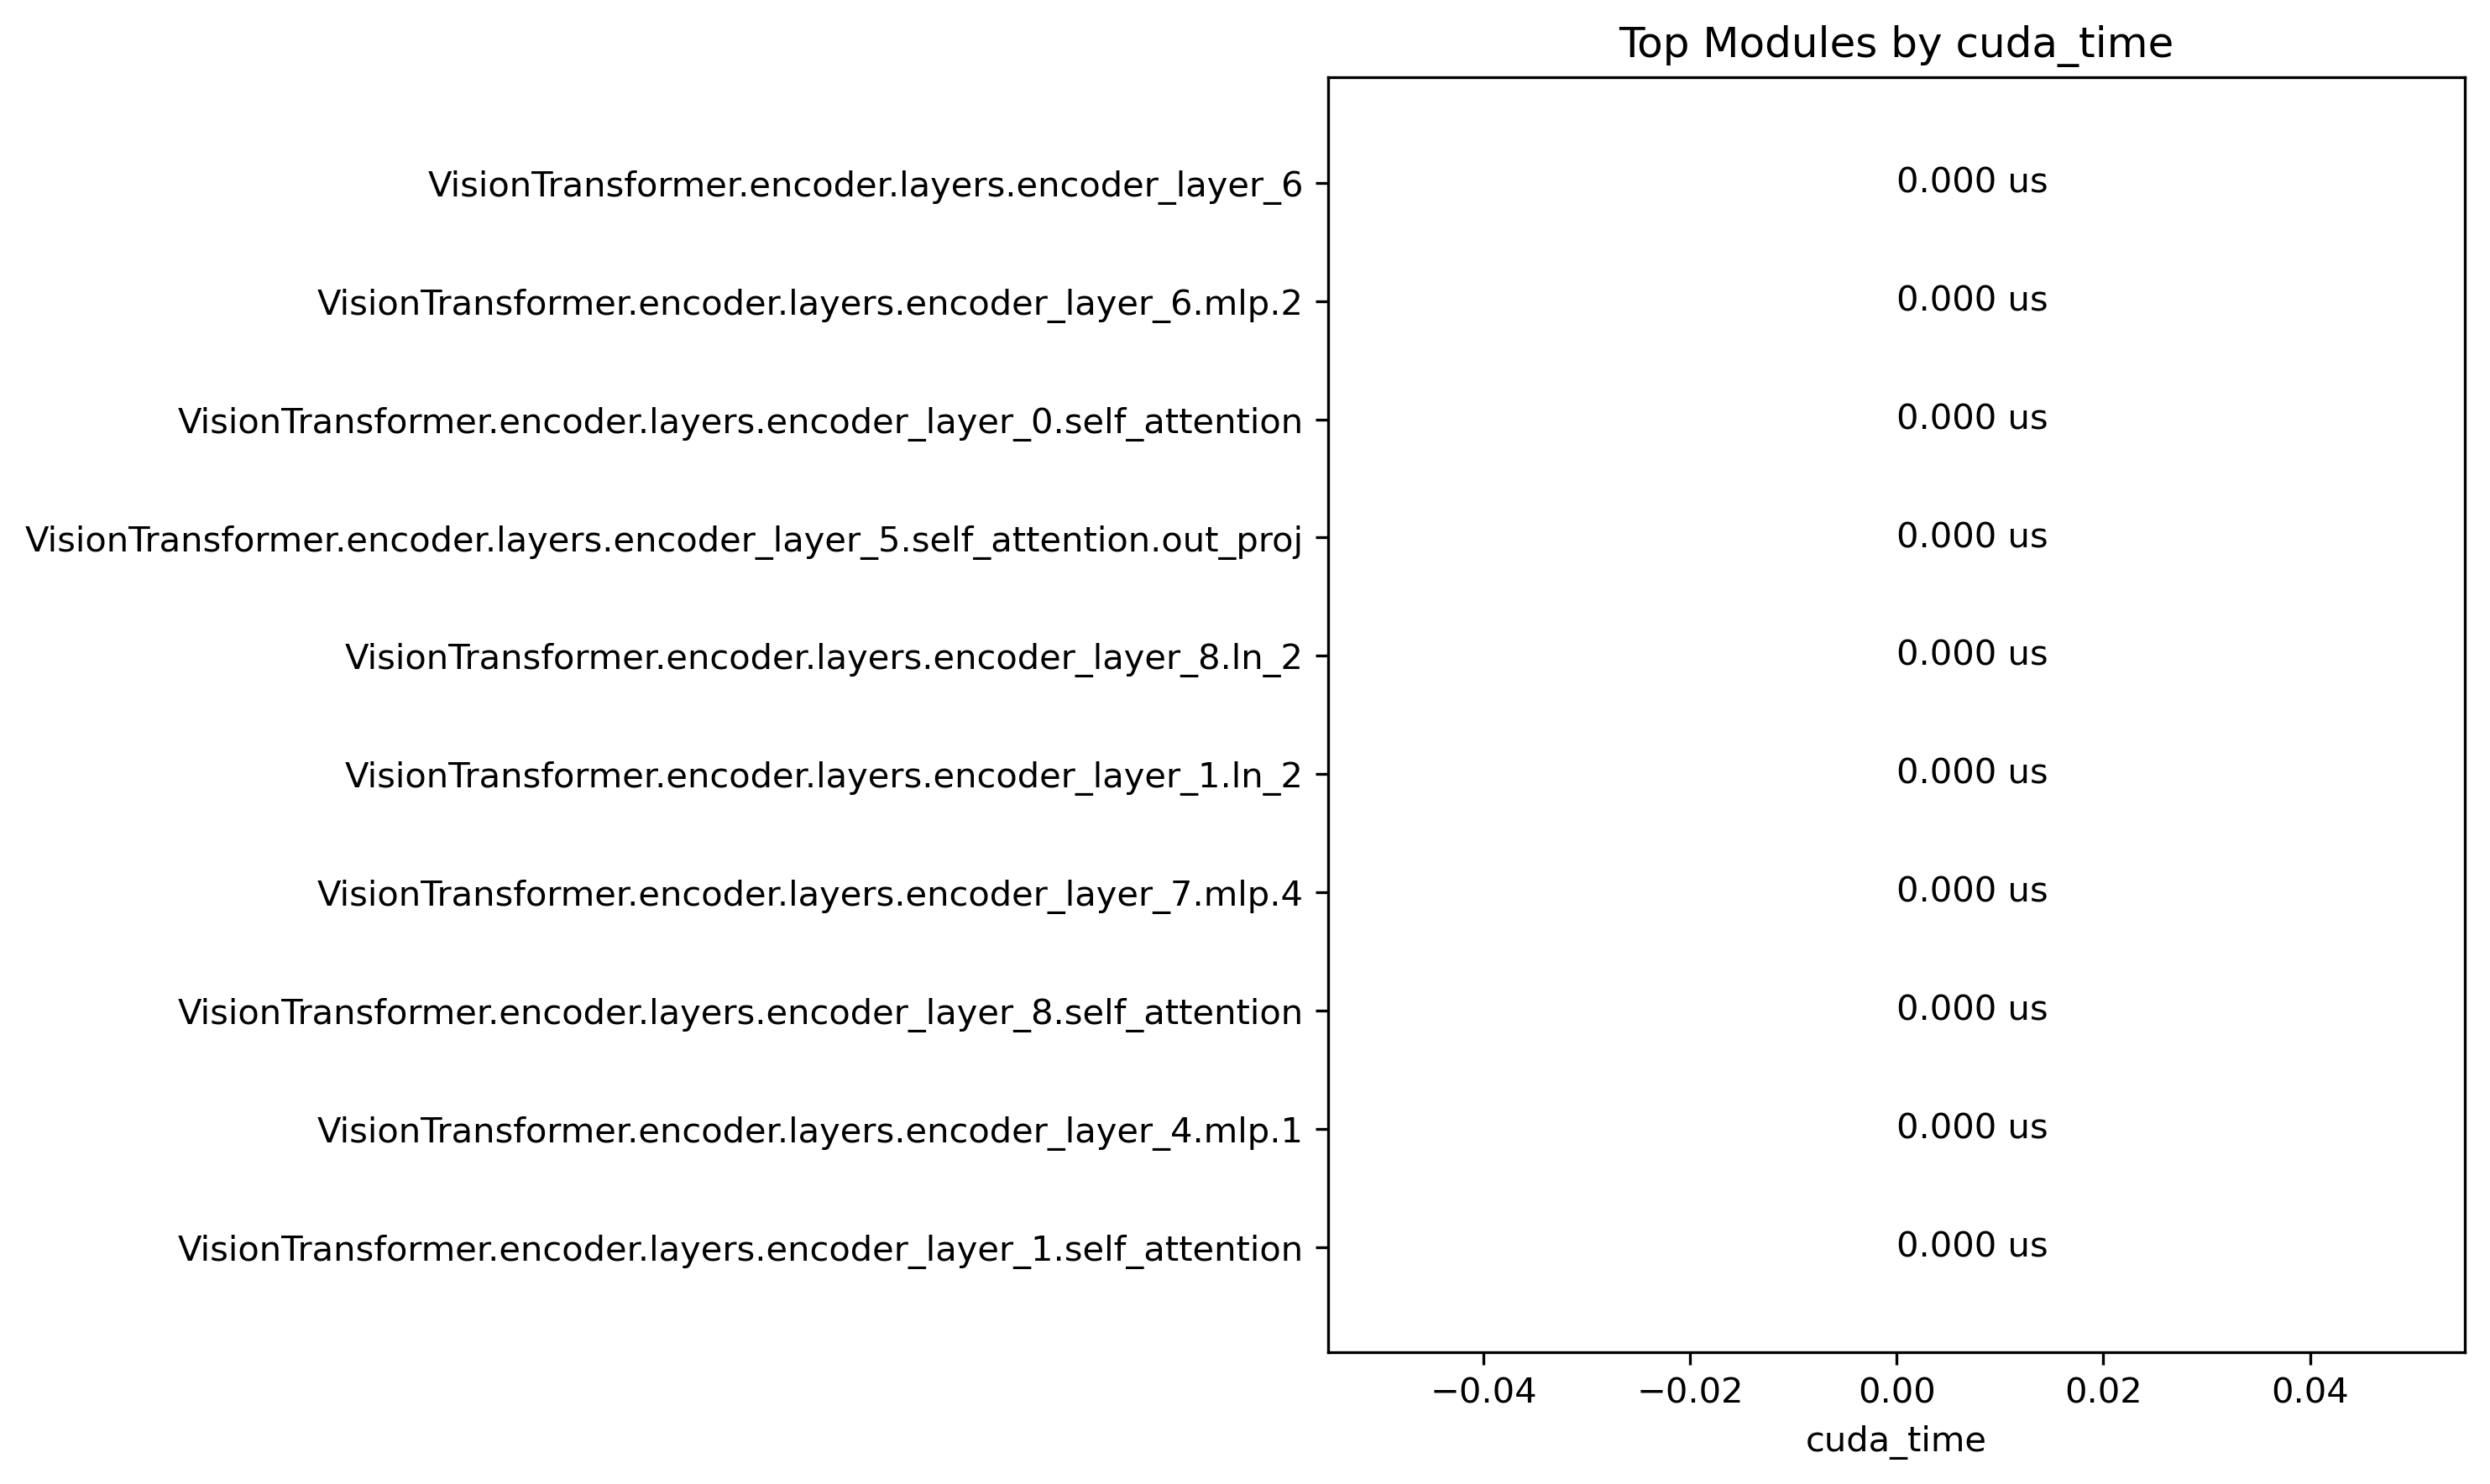 Top Modules by cuda_time
VisionTransformer.encoder.layers.encoder_layer_6 0.000 us
VisionTransformer.encoder.layers.encoder_layer_6.mlp.2 0.000 us
VisionTransformer.encoder.layers.encoder_layer_0.self_attention 0.000 us
VisionTransformer.encoder.layers.encoder_layer_5.self_attention.out_proj 0.000 us
VisionTransformer.encoder.layers.encoder_layer_8.ln_2 0.000 us
VisionTransformer.encoder.layers.encoder_layer_1.ln_2 0.000 us
VisionTransformer.encoder.layers.encoder_layer_7.mlp.4 0.000 us
VisionTransformer.encoder.layers.encoder_layer_8.self_attention 0.000 us
VisionTransformer.encoder.layers.encoder_layer_4.mlp.1 0.000 us
VisionTransformer.encoder.layers.encoder_layer_1.self_attention 0.000 us
−0.04 −0.02 0.00 0.02 0.04
cuda_time